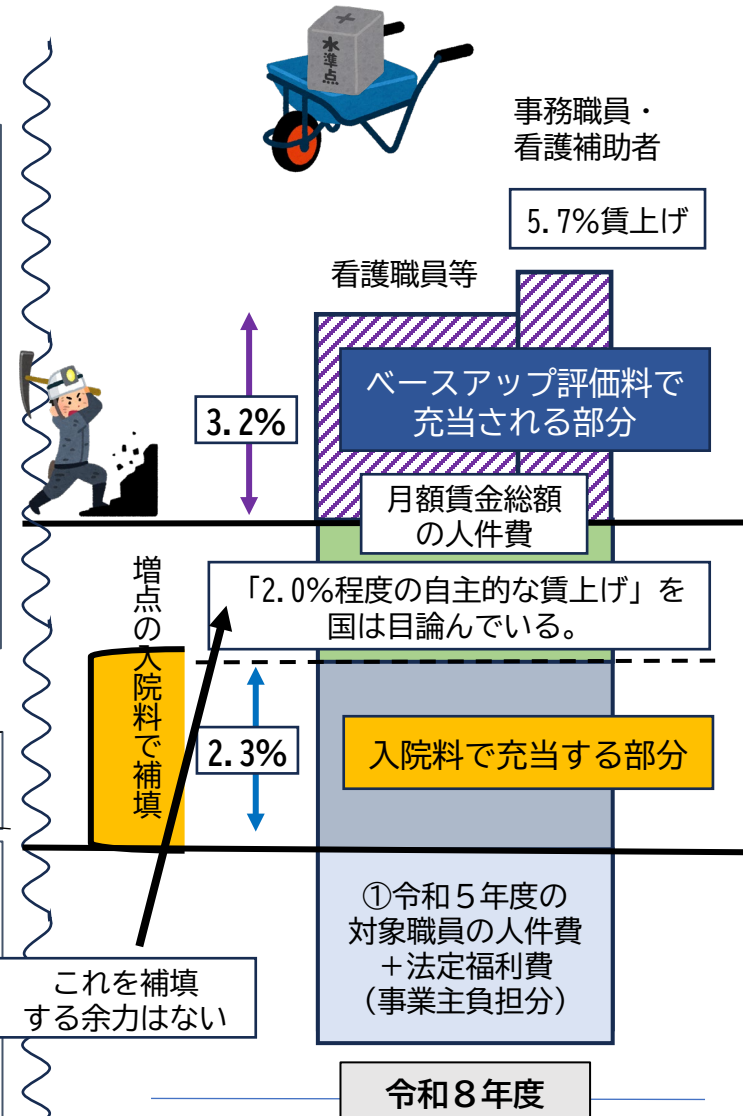 水準点
事務職員・
看護補助者
5.7%賃上げ
看護職員等
3.2%
ベースアップ評価料で
充当される部分
月額賃金総額
の人件費
「2.0%程度の自主的な賃上げ」を
国は目論んでいる。
増点の入院料で補填
2.3%
入院料で充当する部分
①令和５年度の
対象職員の人件費
＋法定福利費
（事業主負担分）
これを補填
する余力はない
令和８年度